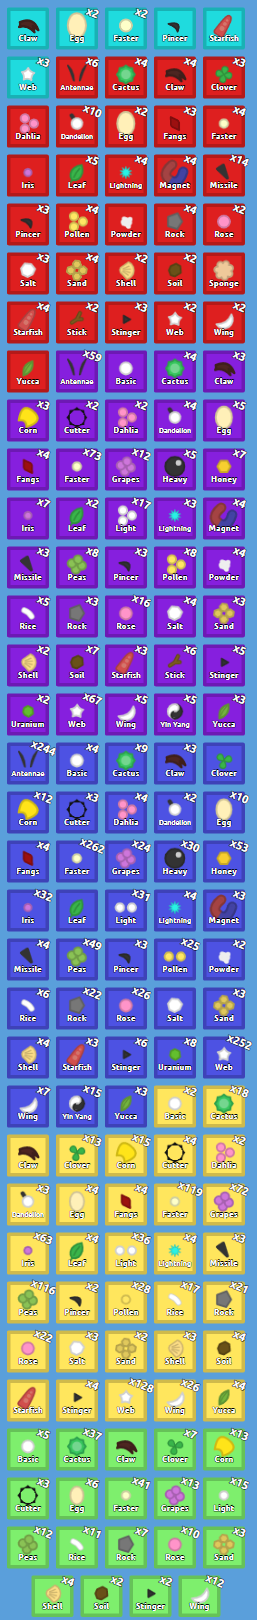 Claw x2 Egg x2 Faster Pincer Starfish
x3 Web x6 Antennae x4 Cactus x4 Claw x3 Clover
Dahlia x10 Dandelion x2 Egg x3 Fangs x4 Faster
Iris x5 Leaf x4 Lightning x4 Magnet x14 Missile
x3 Pincer x4 Pollen Powder x4 Rock x2 Rose
x3 Salt x4 Sand x2 Shell x2 Soil Sponge
x4 Starfish x2 Stick x3 Stinger x2 Web x2 Wing
Yucca x59 Antennae Basic x4 Cactus x3 Claw
x3 Corn x2 Cutter x2 Dahlia x4 Dandelion x5 Egg
x4 Fangs x73 Faster x12 Grapes x5 Heavy x7 Honey
x7 Iris x2 Leaf x17 Light x3 Lightning x4 Magnet
x3 Missile x8 Peas x3 Pincer x8 Pollen x4 Powder
x5 Rice x3 Rock x16 Rose x4 Salt x3 Sand
x2 Shell x7 Soil x3 Starfish x6 Stick x5 Stinger
x2 Uranium x67 Web x5 Wing x5 Yin Yang x3 Yucca
x244 Antennae x4 Basic x9 Cactus x3 Claw Clover
x12 Corn x3 Cutter x4 Dahlia x2 Dandelion x10 Egg
x4 Fangs x262 Faster x24 Grapes x30 Heavy x53 Honey
x32 Iris Leaf x31 Light x4 Lightning x3 Magnet
x4 Missile x49 Peas x3 Pincer x25 Pollen x2 Powder
x6 Rice x22 Rock x26 Rose Salt x3 Sand
x4 Shell x3 Starfish x6 Stinger x8 Uranium x252 Web
x7 Wing x15 Yin Yang x3 Yucca x2 Basic x18 Cactus
Claw x13 Clover x15 Corn x4 Cutter x2 Dahlia
x3 Dandelion x4 Egg x4 Fangs x119 Faster x72 Grapes
x63 Iris x4 Leaf x36 Light x4 Lightning x3 Missile
x116 Peas x2 Pincer x28 Pollen x17 Rice x21 Rock
x22 Rose x3 Salt x2 Sand x3 Shell x4 Soil
Starfish x4 Stinger x128 Web x26 Wing x4 Yucca
x5 Basic x37 Cactus Claw x7 Clover x3 Corn
x3 Cutter x6 Egg x41 Faster x13 Grapes x15 Light
x12 Peas x11 Rice x7 Rock x10 Rose x3 Sand
x4 Shell x2 Soil x2 Stinger x12 Wing